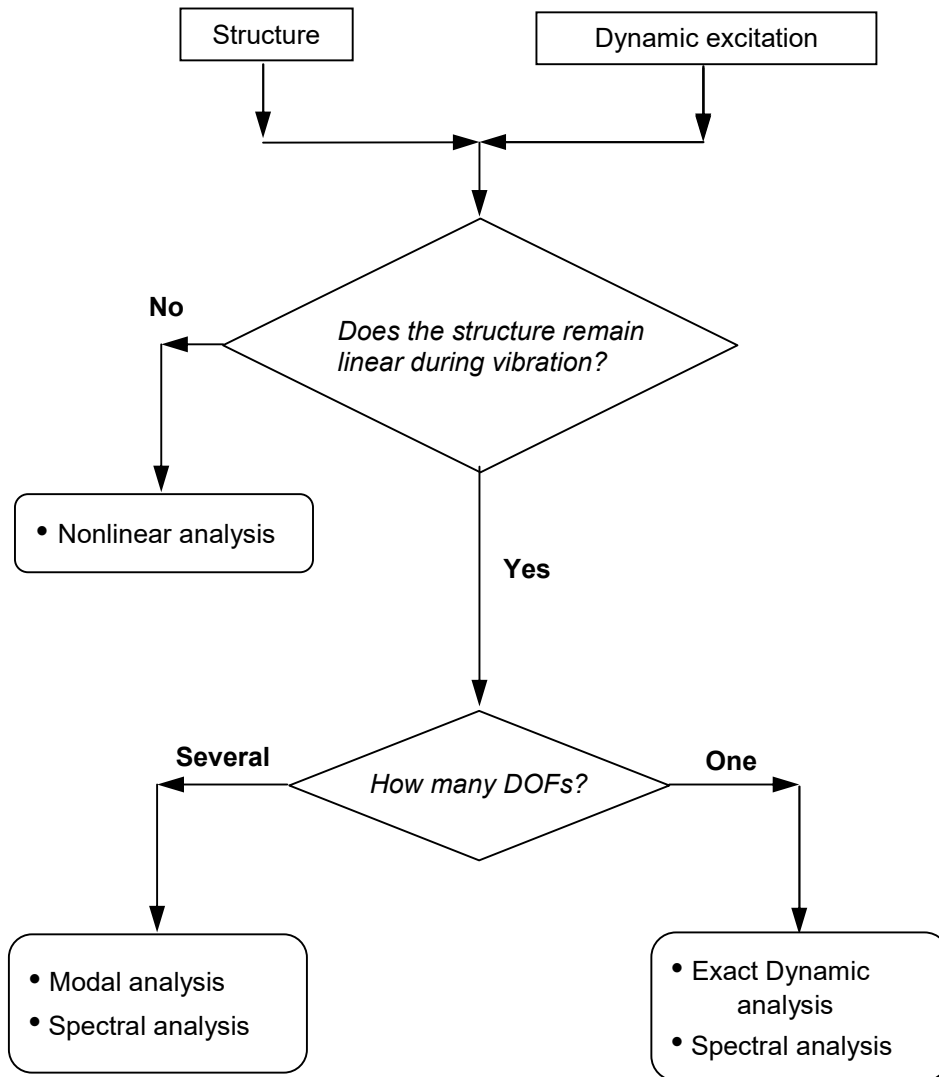 Structure
Dynamic excitation
No
Does the structure remain
linear during vibration?
• Nonlinear analysis
Yes
Several
How many DOFs?
One
• Modal analysis
• Spectral analysis
• Exact Dynamic
analysis
• Spectral analysis